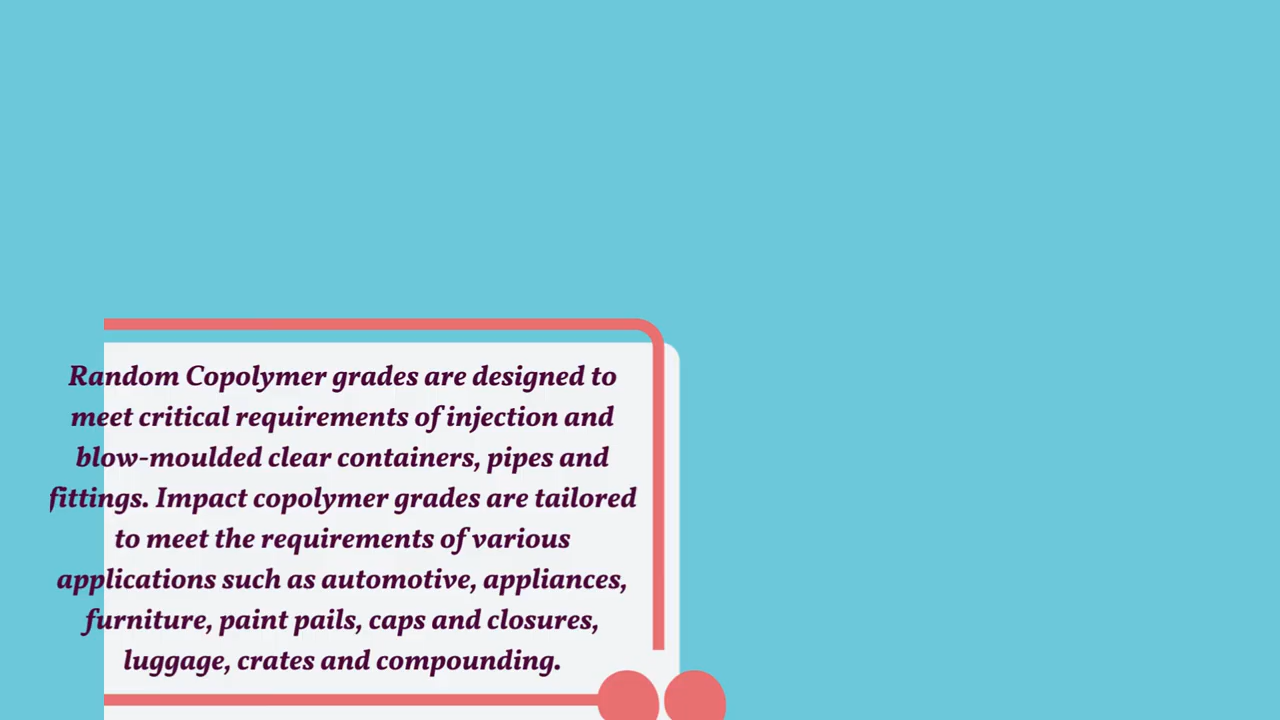 Random Copolymer grades are designed to
meet critical requirements of injection and
blow-moulded clear containers, pipes and
fittings. Impact copolymer grades are tailored
to meet the requirements of various
applications such as automotive, appliances,
furniture, paint pails, caps and closures,
luggage, crates and compounding.